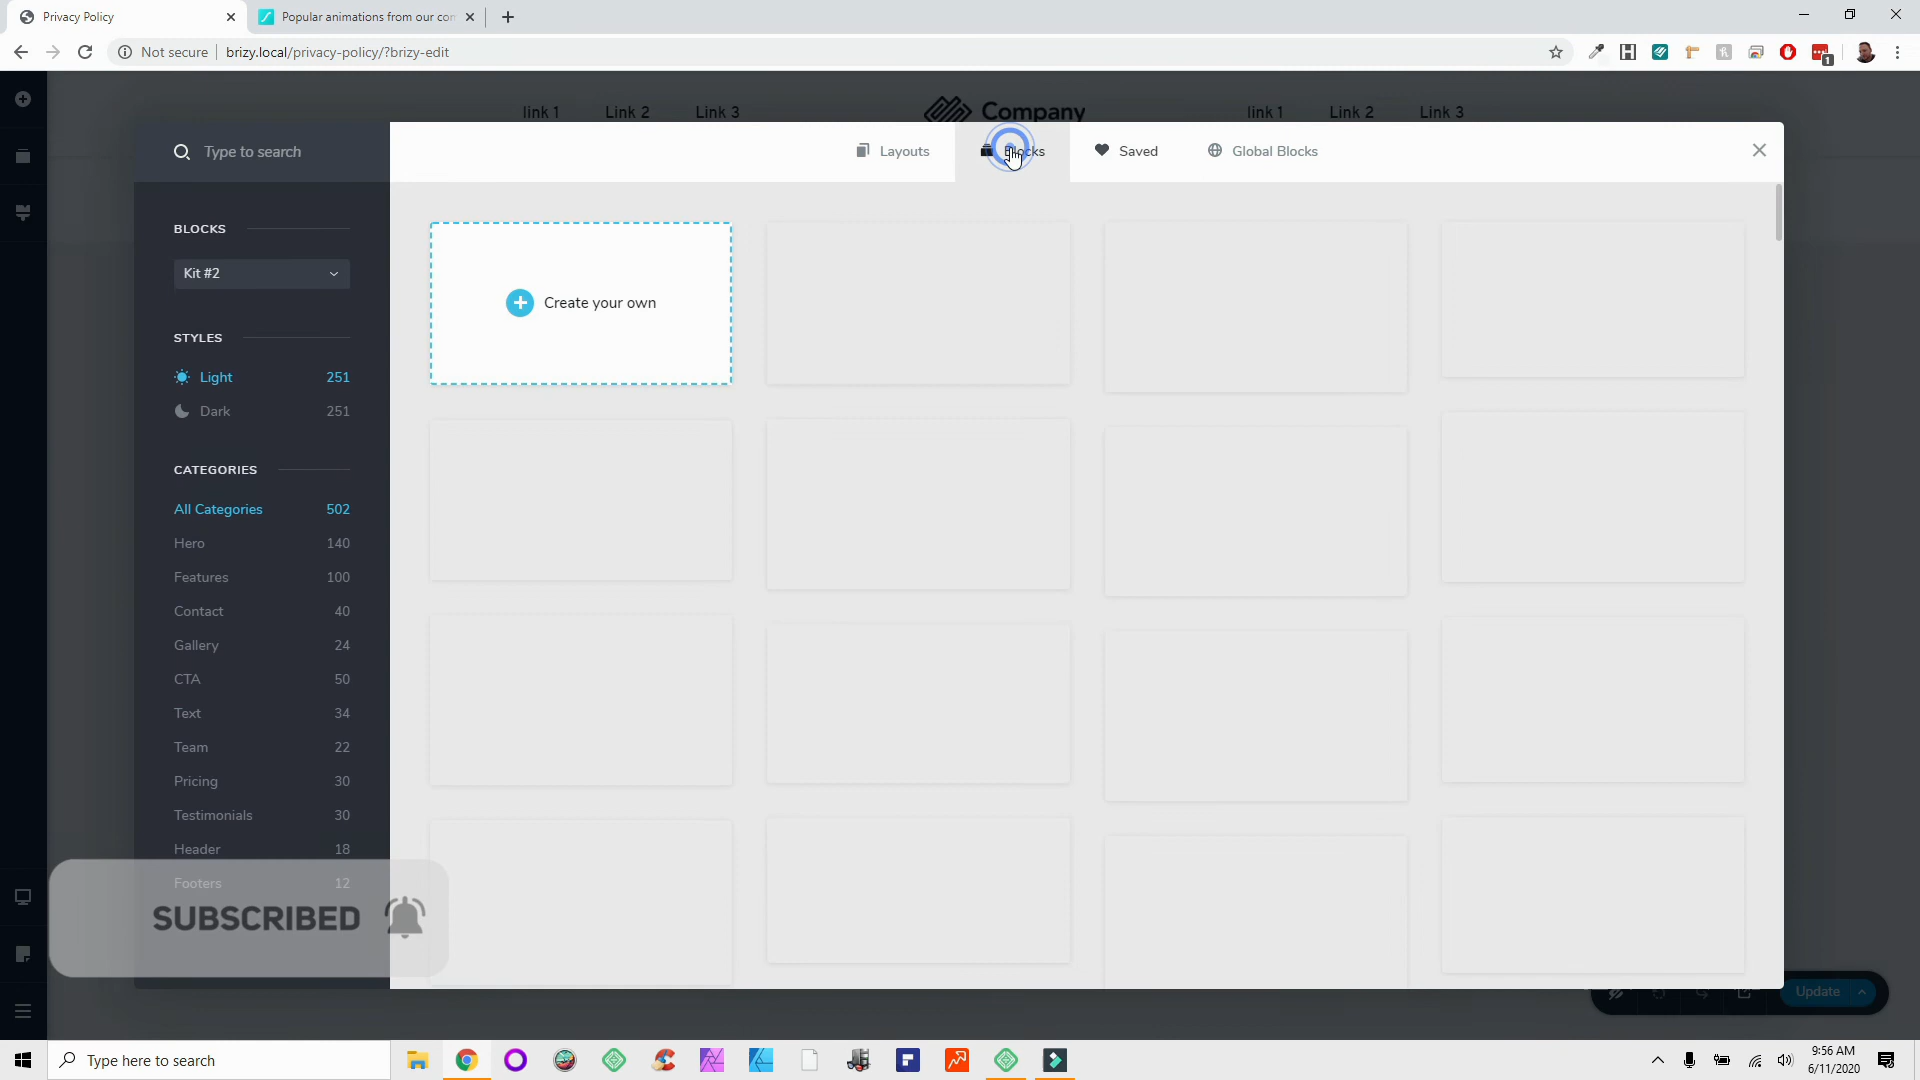 Privacy Policy
Popular animations from our con
Not secure
brizy.local/privacy-policy/?brizy-edit
1
link 1
Link 2
Link 3
Company
link 1
Link 2
Link 3
Type to search
Layouts
Blocks
Saved
Global Blocks
BLOCKS
Kit #2
Create your own
STYLES
Light 251
Dark 251
CATEGORIES
All Categories 502
Hero 140
Features 100
Contact 40
Gallery 24
CTA 50
Text 34
Team 22
Pricing 30
Testimonials 30
Header 18
Footers 12
SUBSCRIBED
Update
Type here to search
9:56 AM
6/11/2020